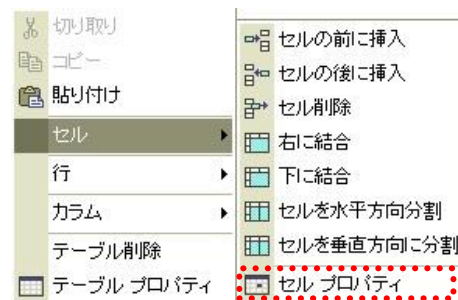 切り取り
コピー
貼り付け
セル
行
カラム
テーブル削除
テーブル プロパティ
セルの前に挿入
セルの後に挿入
セル削除
右に結合
下に結合
セルを水平方向分割
セルを垂直方向に分割
セル プロパティ